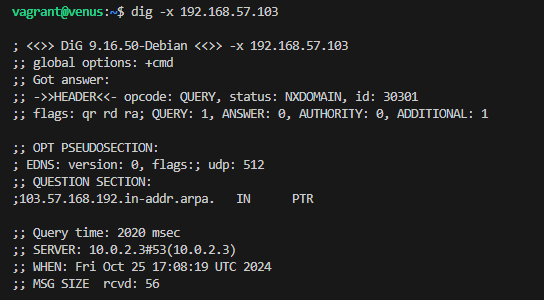 vagrant@venus:~$ dig -x 192.168.57.103

; <<>> DiG 9.16.50-Debian <<>> -x 192.168.57.103
;; global options: +cmd
;; Got answer:
;; ->>HEADER<<- opcode: QUERY, status: NXDOMAIN, id: 30301
;; flags: qr rd ra; QUERY: 1, ANSWER: 0, AUTHORITY: 0, ADDITIONAL: 1

;; OPT PSEUDOSECTION:
; EDNS: version: 0, flags:; udp: 512
;; QUESTION SECTION:
;103.57.168.192.in-addr.arpa. IN PTR

;; Query time: 2020 msec
;; SERVER: 10.0.2.3#53(10.0.2.3)
;; WHEN: Fri Oct 25 17:08:19 UTC 2024
;; MSG SIZE rcvd: 56